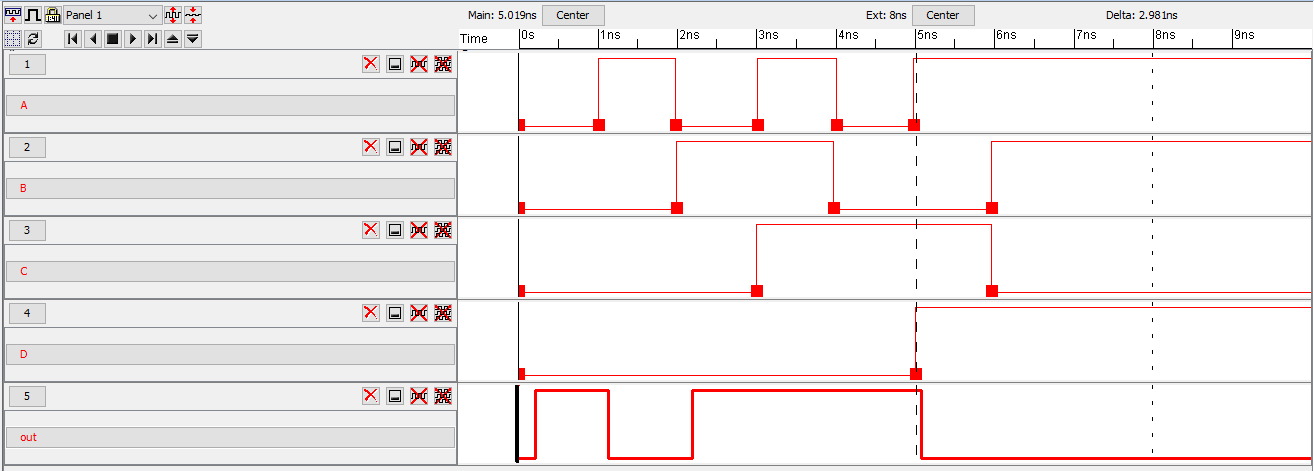 Panel 1 Main: 5.019ns Center Ext: 8ns Center Delta: 2.981ns
Time 0s 1ns 2ns 3ns 4ns 5ns 6ns 7ns 8ns 9ns
1
A
2
B
3
C
4
D
5
out